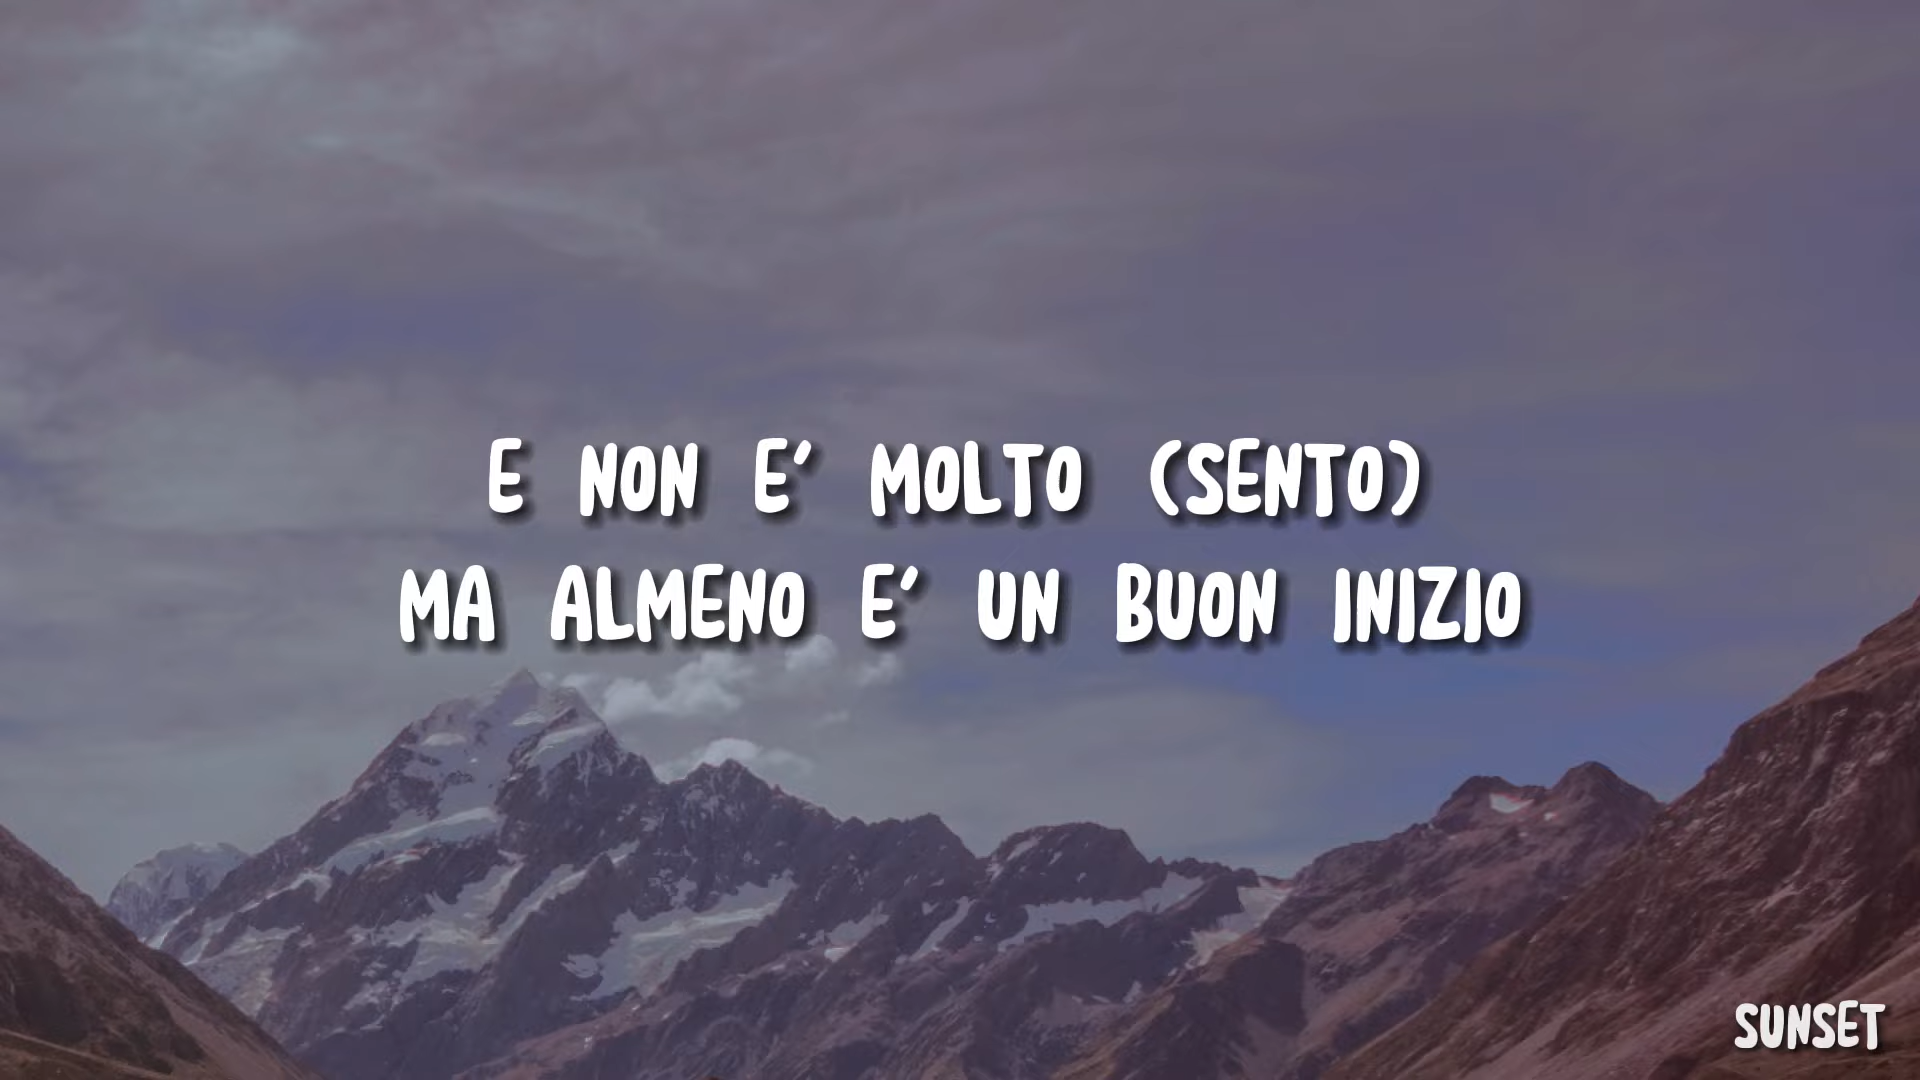 E NON E' MOLTO (SENTO)
MA ALMENO E' UN BUON INIZIO
SUNSET